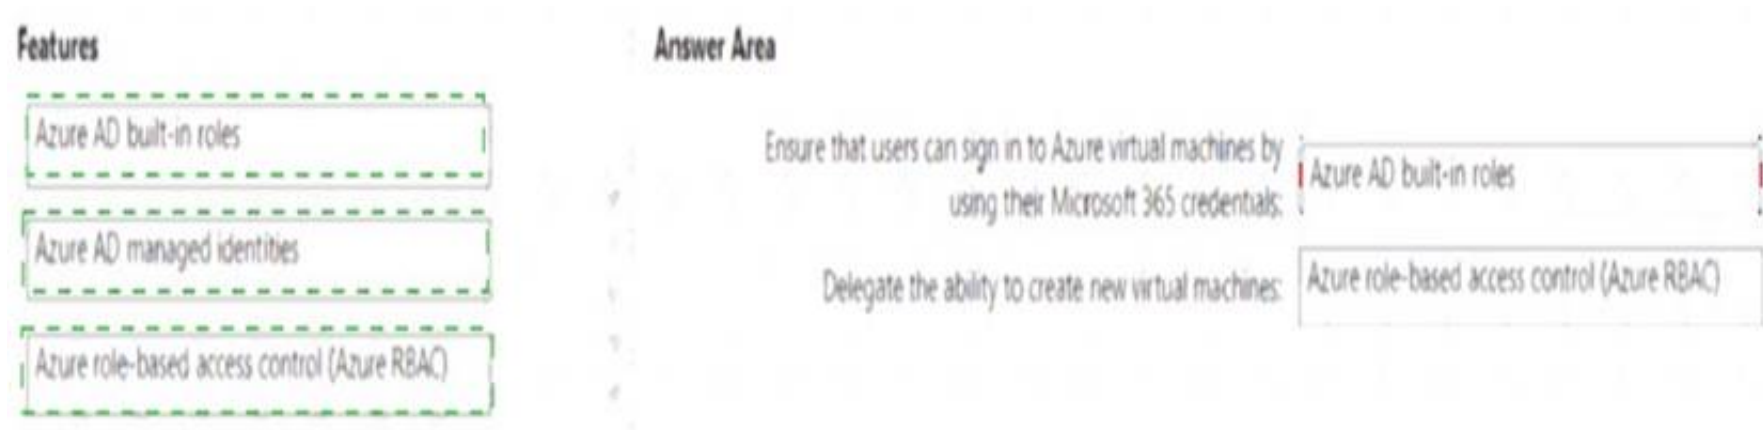 Features
Azure AD built-in roles
Azure AD managed identities
Azure role-based access control (Azure RBAC)
Answer Area
Ensure that users can sign in to Azure virtual machines by
using their Microsoft 365 credentials:
Azure AD built-in roles
Delegate the ability to create new virtual machines:
Azure role-based access control (Azure RBAC)